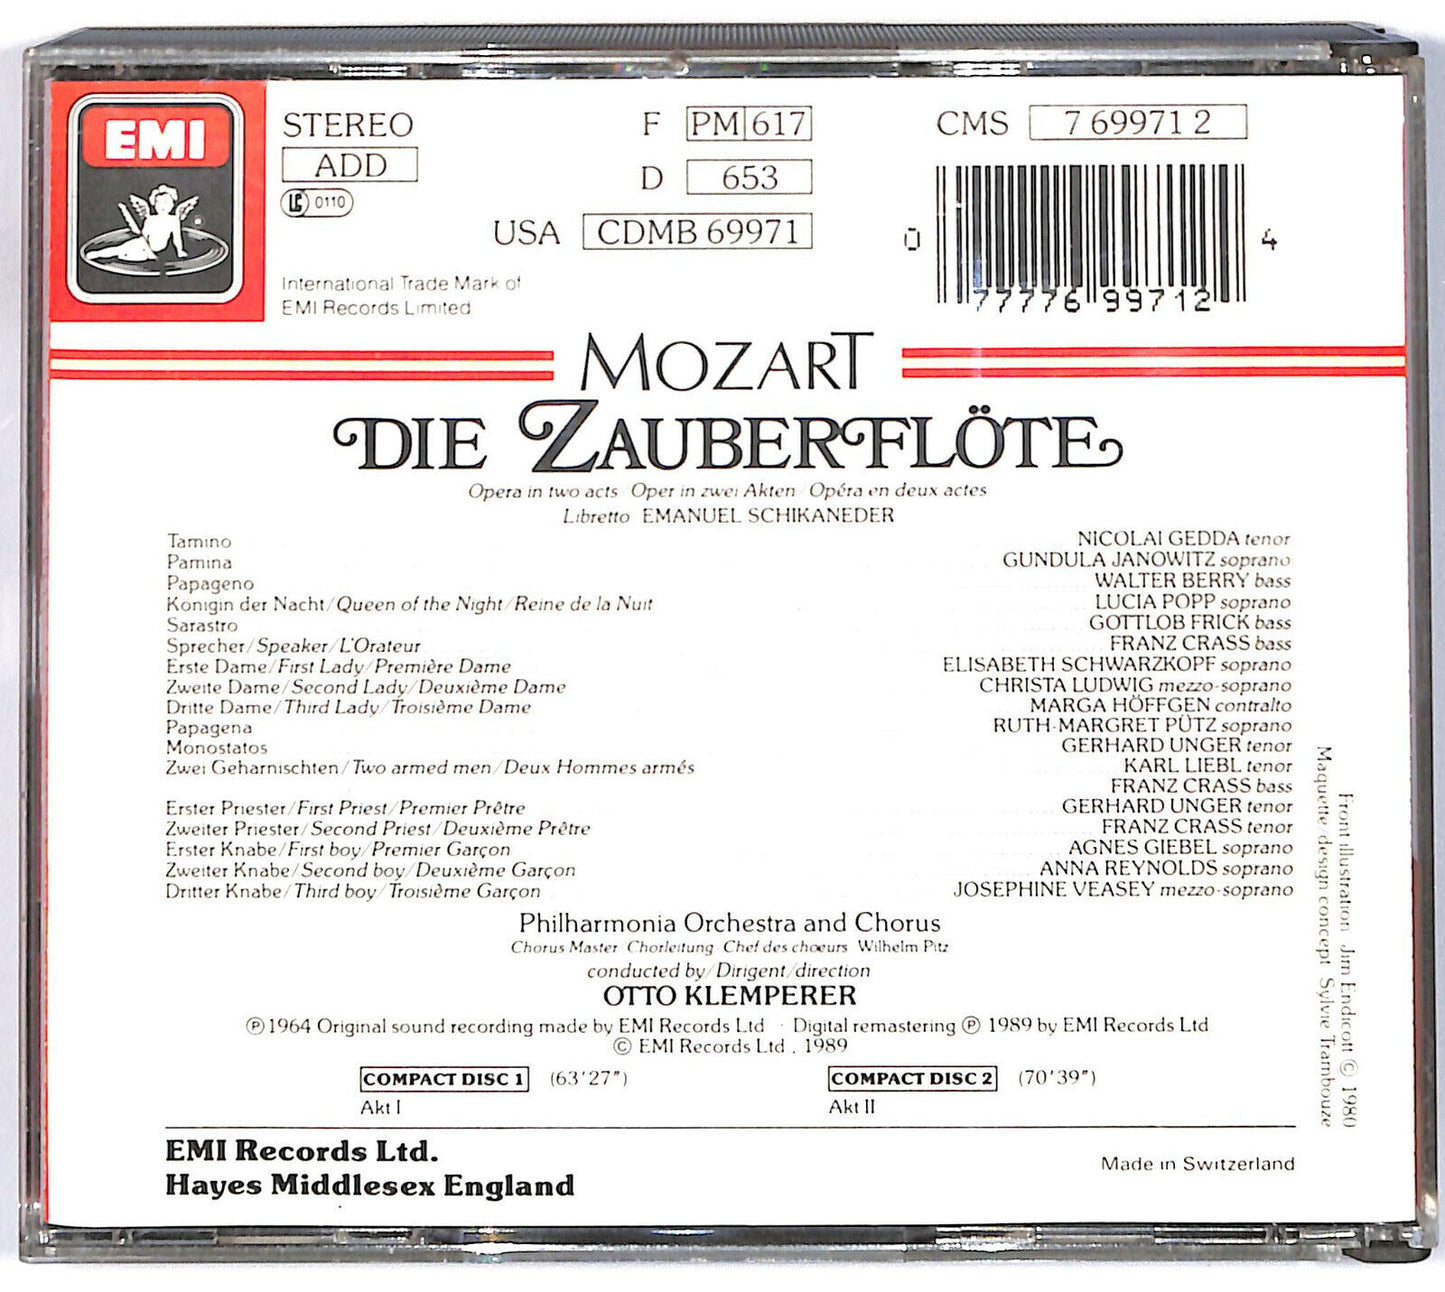 EMI
STEREO
ADD
LC 0110
International Trade Mark of
EMI Records Limited
F PM 617
D 653
USA CDMB 69971
CMS 7 69971 2
0 77776 99712 4
MOZART
DIE ZAUBERFLÖTE
Opera in two acts Oper in zwei Akten Opéra en deux actes
Libretto EMANUEL SCHIKANEDER
Tamino NICOLAI GEDDA tenor
Pamina GUNDULA JANOWITZ soprano
Papageno WALTER BERRY bass
Königin der Nacht/Queen of the Night/Reine de la Nuit LUCIA POPP soprano
Sarastro GOTTLOB FRICK bass
Sprecher/Speaker/L'Orateur FRANZ CRASS bass
Erste Dame/First Lady/Première Dame ELISABETH SCHWARZKOPF soprano
Zweite Dame/Second Lady/Deuxième Dame CHRISTA LUDWIG mezzo-soprano
Dritte Dame/Third Lady/Troisième Dame MARGA HÖFFGEN contralto
Papagena RUTH-MARGRET PÜTZ soprano
Monostatos GERHARD UNGER tenor
Zwei Geharnischten/Two armed men/Deux Hommes armés KARL LIEBL tenor
FRANZ CRASS bass
Erster Priester/First Priest/Premier Prêtre GERHARD UNGER tenor
Zweiter Priester/Second Priest/Deuxième Prêtre FRANZ CRASS tenor
Erster Knabe/First boy/Premier Garçon AGNES GIEBEL soprano
Zweiter Knabe/Second boy/Deuxième Garçon ANNA REYNOLDS soprano
Dritter Knabe/Third boy/Troisième Garçon JOSEPHINE VEASEY mezzo-soprano
Philharmonia Orchestra and Chorus
Chorus Master Chorleitung Chef des chœurs Wilhelm Pitz
conducted by/Dirigent/direction
OTTO KLEMPERER
℗ 1964 Original sound recording made by EMI Records Ltd · Digital remastering ℗ 1989 by EMI Records Ltd
© EMI Records Ltd., 1989
COMPACT DISC 1 (63'27")
Akt I
COMPACT DISC 2 (70'39")
Akt II
EMI Records Ltd.
Hayes Middlesex England
Made in Switzerland
Front illustration Jim Endicott © 1980
Maquette/design concept Sylvie Trambouze